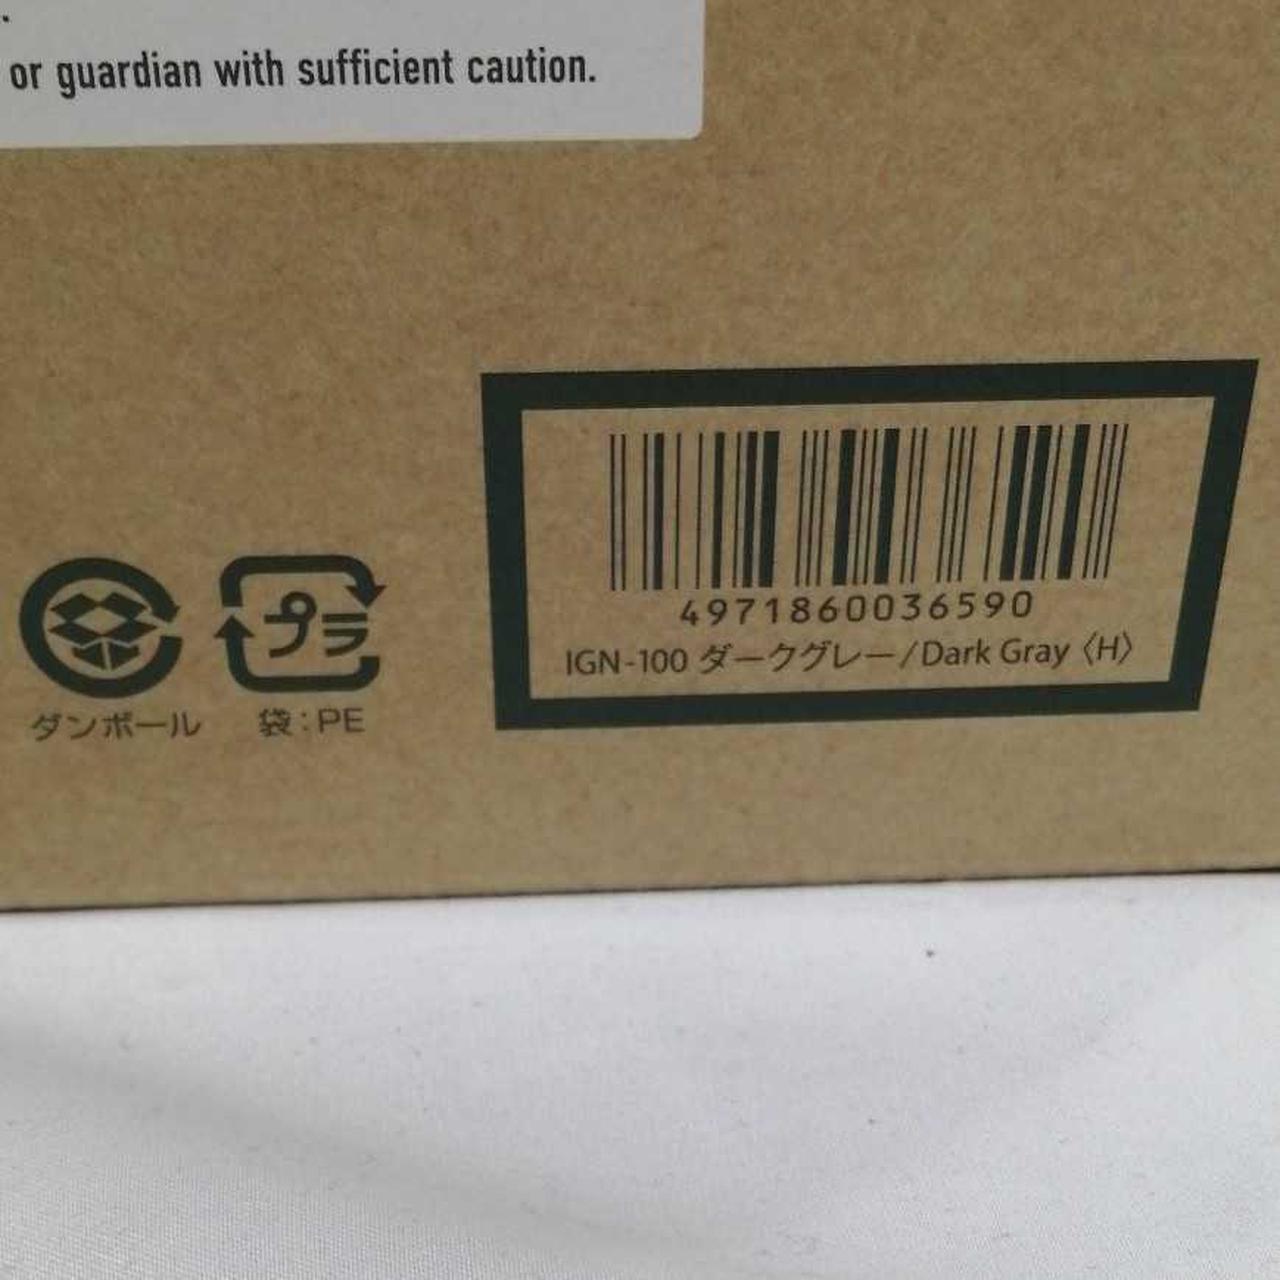 or guardian with sufficient caution.
4971860036590
IGN-100 ダークグレー/Dark Gray〈H〉
プラ
ダンボール
袋:PE